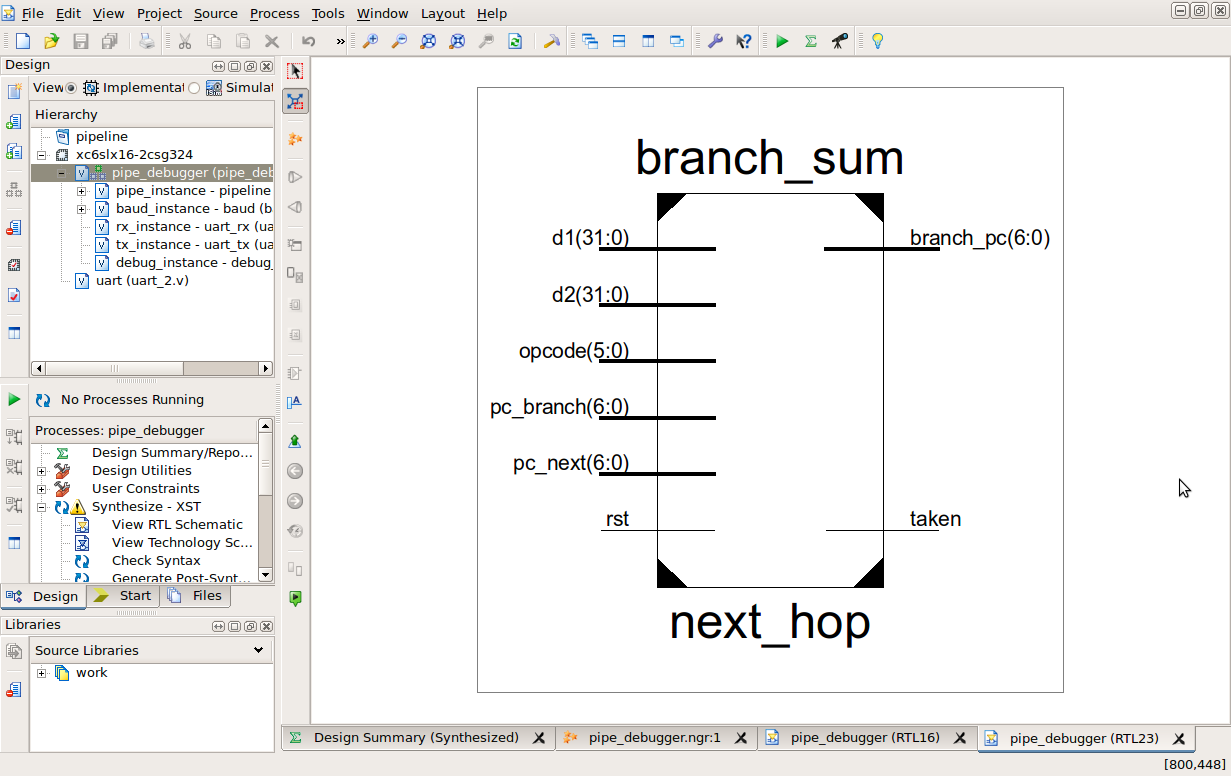 File Edit View Project Source Process Tools Window Layout Help
»
Design
View: Implementat Simulat
Hierarchy
pipeline
xc6slx16-2csg324
pipe_debugger (pipe_deb
pipe_instance - pipeline
baud_instance - baud (b
rx_instance - uart_rx (ua
tx_instance - uart_tx (ua
debug_instance - debug_
uart (uart_2.v)
No Processes Running
Processes: pipe_debugger
Design Summary/Repo...
Design Utilities
User Constraints
Synthesize - XST
View RTL Schematic
View Technology Sc...
Check Syntax
Generate Post-Synt...
Design Start Files
Libraries
Source Libraries
work
branch_sum
d1(31:0)
branch_pc(6:0)
d2(31:0)
opcode(5:0)
pc_branch(6:0)
pc_next(6:0)
rst
taken
next_hop
Design Summary (Synthesized) pipe_debugger.ngr:1 pipe_debugger (RTL16) pipe_debugger (RTL23)
[800,448]